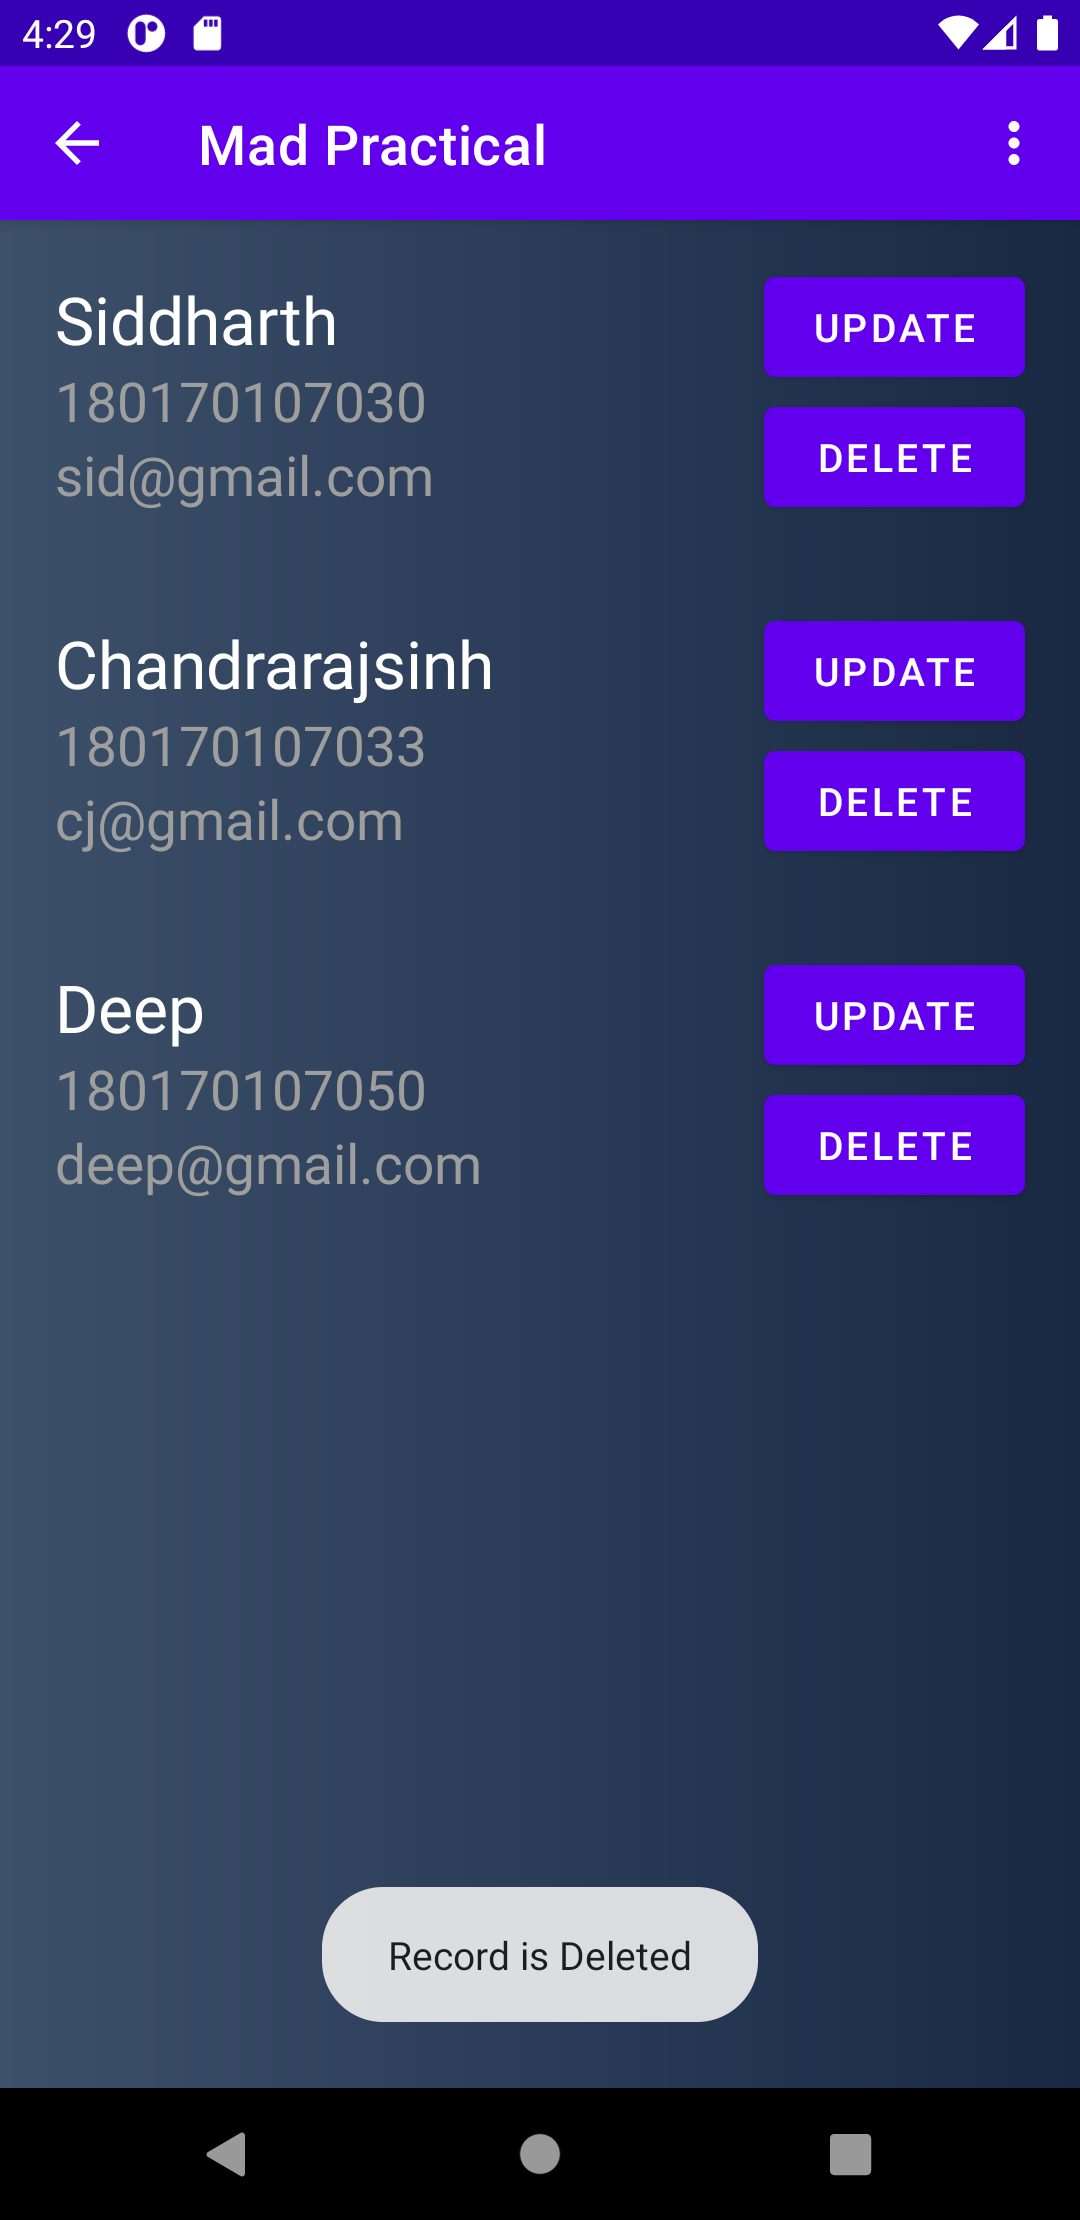 4:29
Mad Practical
Siddharth
UPDATE
180170107030
DELETE
sid@gmail.com
Chandrarajsinh
UPDATE
180170107033
DELETE
cj@gmail.com
Deep
UPDATE
180170107050
DELETE
deep@gmail.com
Record is Deleted